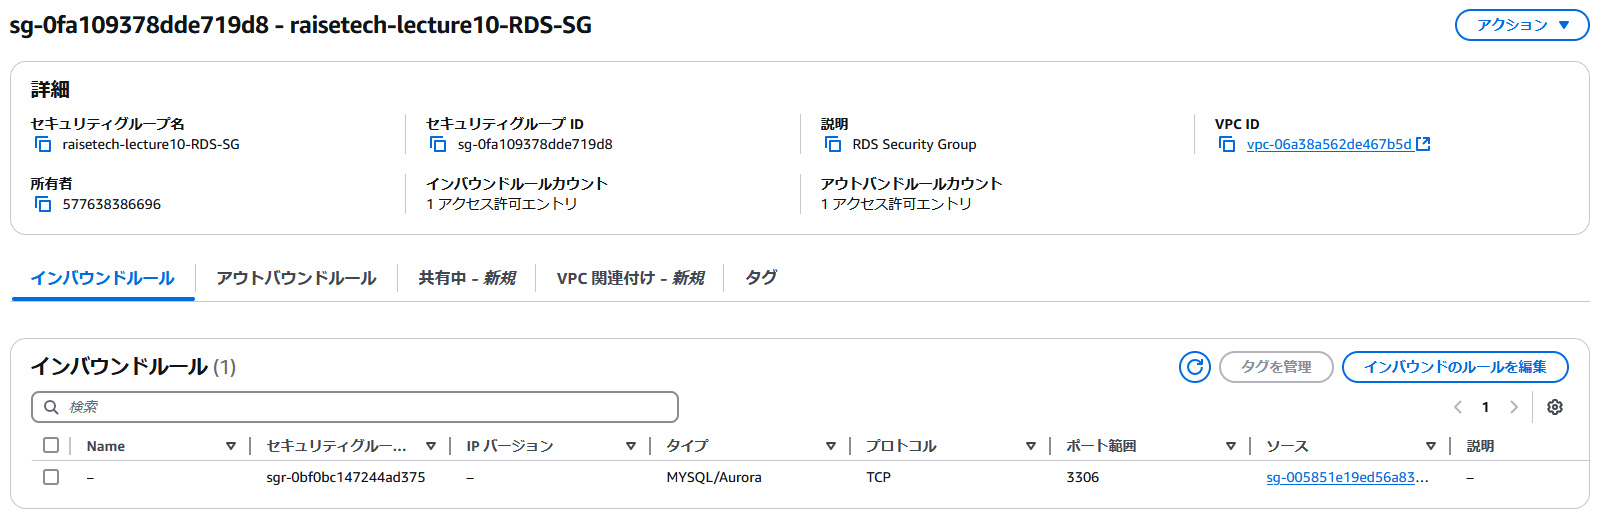 sg-0fa109378dde719d8 - raisetech-lecture10-RDS-SG
アクション
詳細
セキュリティグループ名
raisetech-lecture10-RDS-SG
セキュリティグループ ID
sg-0fa109378dde719d8
説明
RDS Security Group
VPC ID
vpc-06a38a562de467b5d
所有者
577638386696
インバウンドルールカウント
1 アクセス許可エントリ
アウトバンドルールカウント
1 アクセス許可エントリ
インバウンドルール アウトバウンドルール 共有中 - 新規 VPC 関連付け - 新規 タグ
インバウンドルール (1)
タグを管理
インバウンドのルールを編集
検索
1
Name セキュリティグルー... IP バージョン タイプ プロトコル ポート範囲 ソース 説明
– sgr-0bf0bc147244ad375 – MYSQL/Aurora TCP 3306 sg-005851e19ed56a83... –